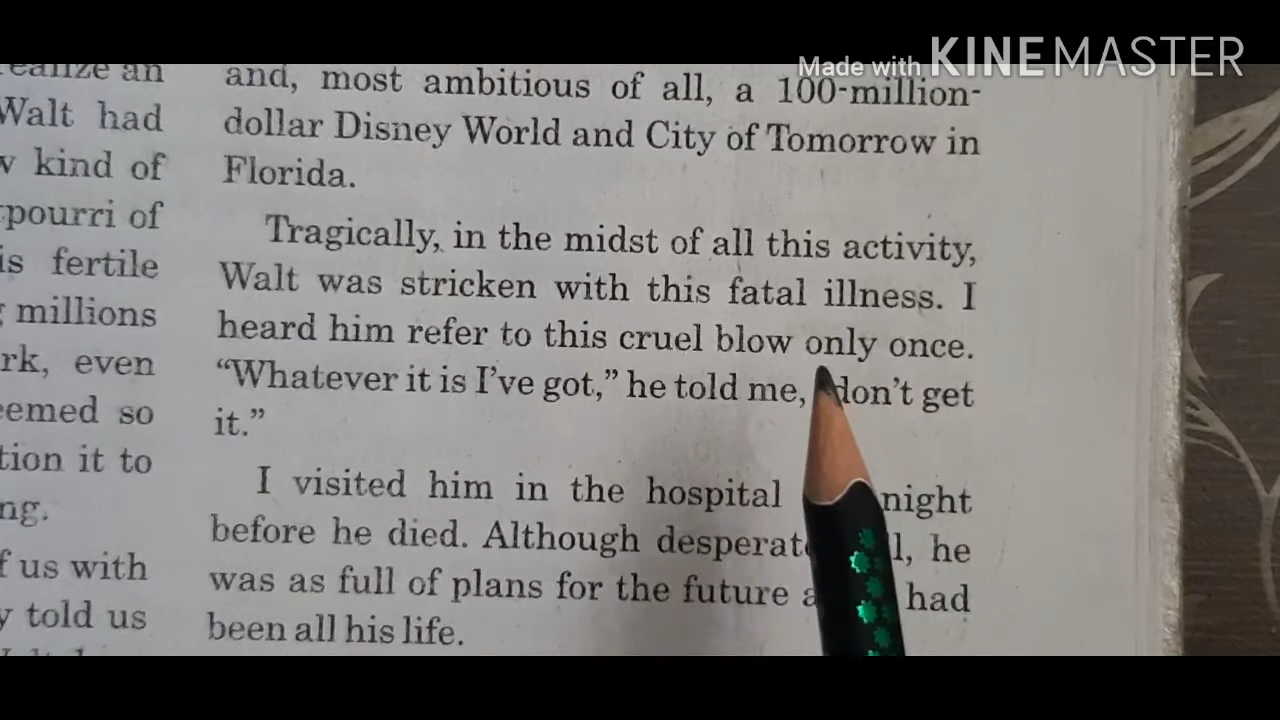 Made with KINEMASTER
ealize an
Walt had
kind of
pourri of
is fertile
millions
rk, even
eemed so
tion it to
ng.
f us with
y told us
and, most ambitious of all, a 100-million-
dollar Disney World and City of Tomorrow in
Florida.
Tragically, in the midst of all this activity,
Walt was stricken with this fatal illness. I
heard him refer to this cruel blow only once.
“Whatever it is I’ve got,” he told me, don’t get
it.”
I visited him in the hospital night
before he died. Although desperat l, he
was as full of plans for the future a had
been all his life.